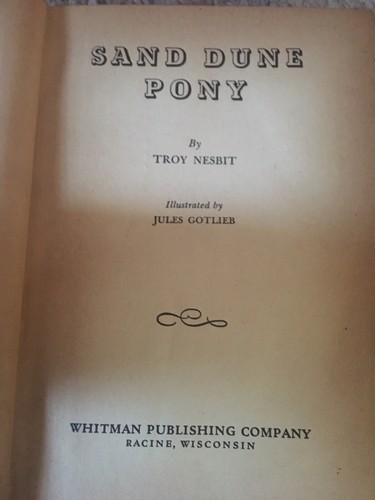 SAND DUNE
PONY
By
TROY NESBIT
Illustrated by
JULES GOTLIEB
WHITMAN PUBLISHING COMPANY
RACINE, WISCONSIN